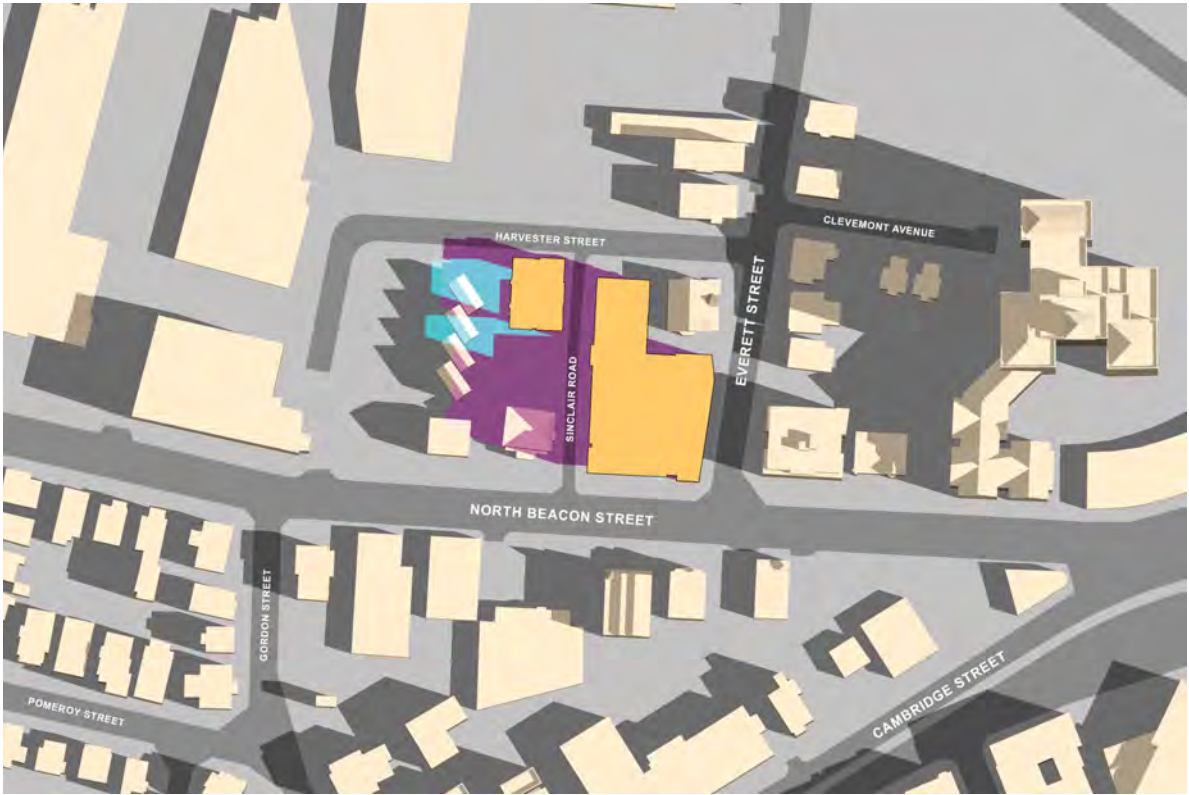 HARVESTER STREET
CLEVEMONT AVENUE
EVERETT STREET
SINCLAIR ROAD
NORTH BEACON STREET
GORDON STREET
POMEROY STREET
CAMBRIDGE STREET